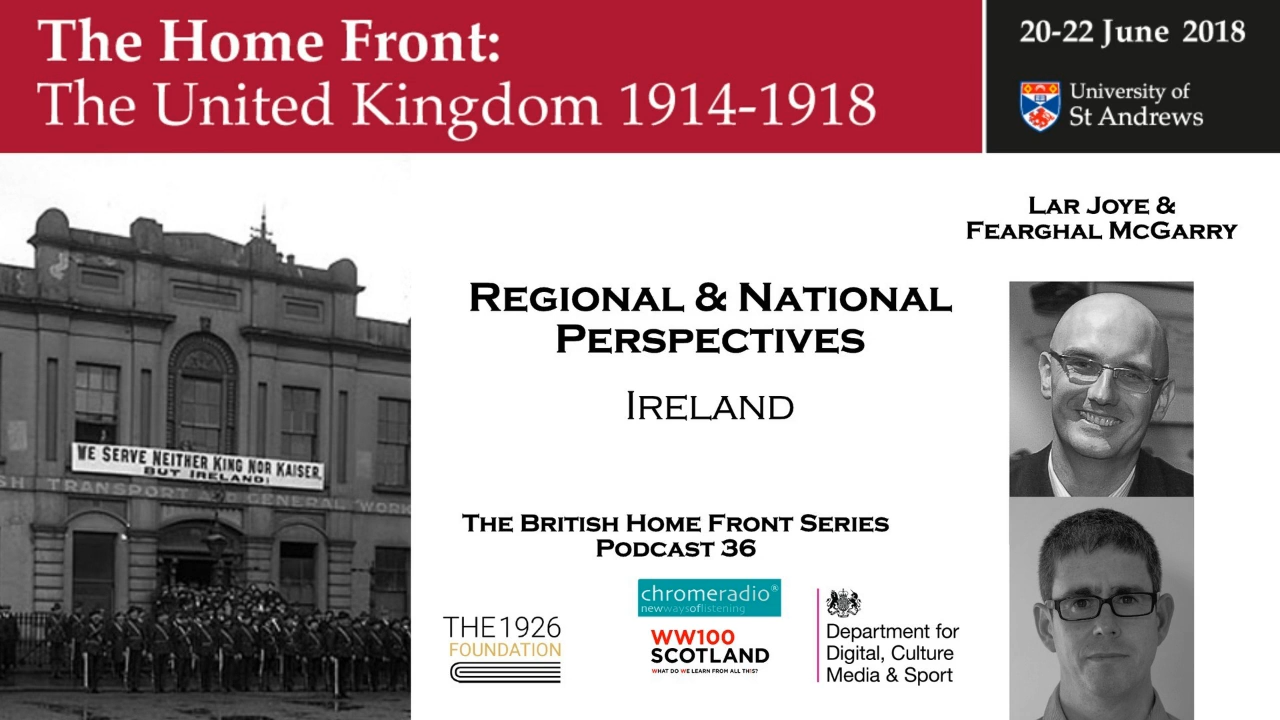 The Home Front:
The United Kingdom 1914-1918
20-22 June 2018
University of
St Andrews
Lar Joye &
Fearghal McGarry
Regional & National
Perspectives
Ireland
WE SERVE NEITHER KING NOR KAISER,
BUT IRELAND!
SH TRANSPORT AND GENERAL WORK
The British Home Front Series
Podcast 36
chromeradio®
newwaysoflistening
THE 1926
FOUNDATION
WW100
SCOTLAND
WHAT DO WE LEARN FROM ALL THIS?
Department for
Digital, Culture
Media & Sport